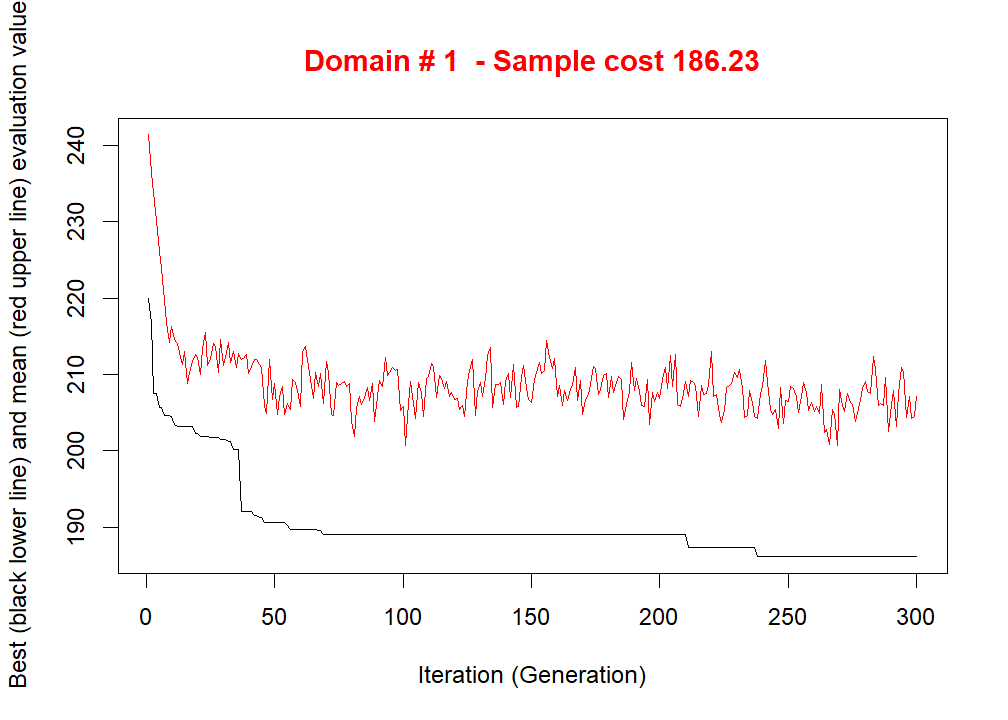 Domain # 1  - Sample cost 186.23
Best (black lower line) and mean (red upper line) evaluation value
240
230
220
210
200
190
0 50 100 150 200 250 300
Iteration (Generation)